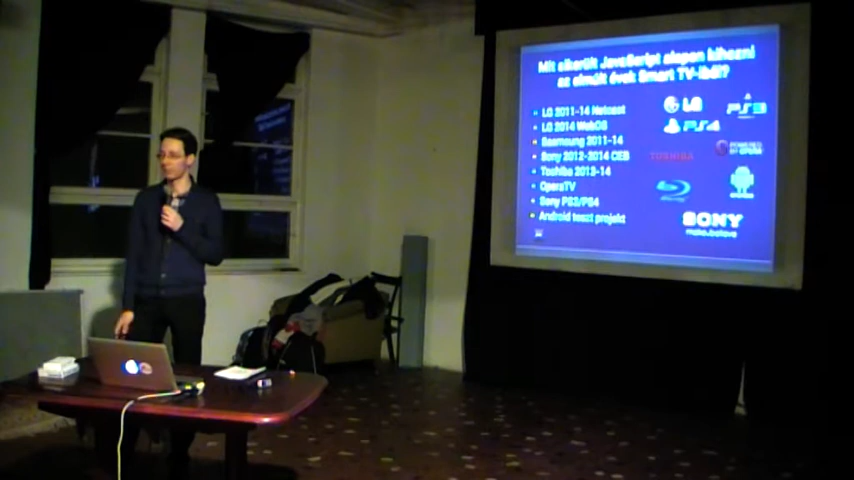 Mit sikerült JavaScript alapon kihozni
az elmúlt évek Smart TV-iből?
LG 2011-14 Netcast
LG 2014 WebOS
Samsung 2011-14
Sony 2012-2014 CEB
Toshiba 2013-14
OperaTV
Sony PS3/PS4
Android teszt projekt
LG
PS3
PS4
TOSHIBA
SONY
make.believe